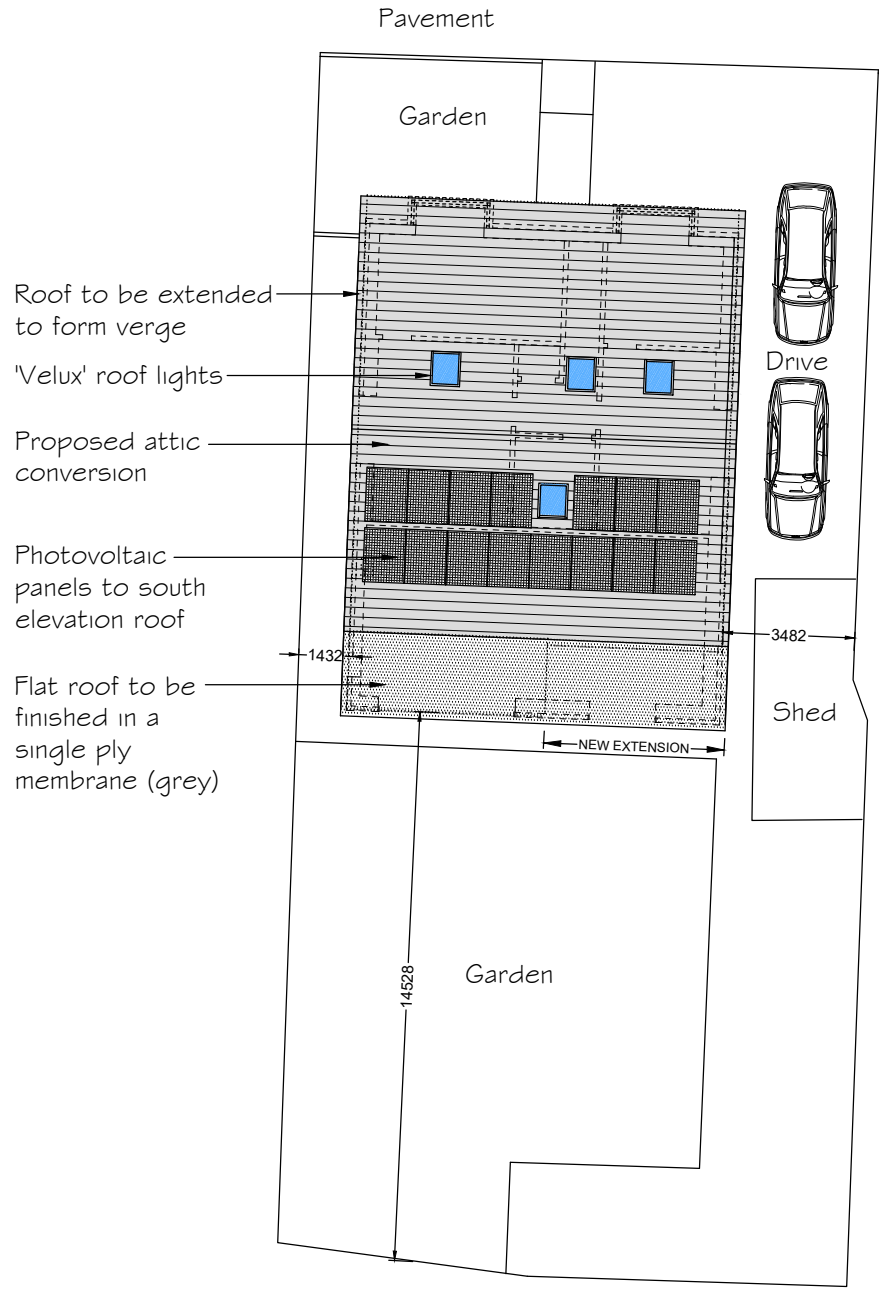 Pavement
Garden
Roof to be extended
to form verge
'Velux' roof lights
Drive
Proposed attic
conversion
Photovoltaic
panels to south
elevation roof
3482
1432
Flat roof to be
finished in a
single ply
membrane (grey)
Shed
NEW EXTENSION
Garden
14528